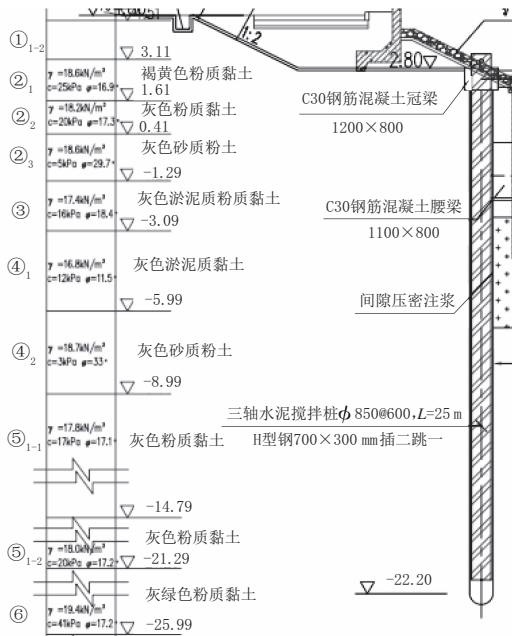 ①1-2
1:2
3.11
2.80
②1
γ =18.6kN/m³
c=25kPa φ=16.9°
褐黄色粉质黏土
1.61
C30钢筋混凝土冠梁
1200×800
②2
γ =18.2kN/m³
c=20kPa φ=17.3°
灰色粉质黏土
0.41
②3
γ =18.6kN/m³
c=5kPa φ=29.7°
灰色砂质粉土
-1.29
③
γ =17.4kN/m³
c=16kPa φ=18.4°
灰色淤泥质粉质黏土
-3.09
C30钢筋混凝土腰梁
1100×800
④1
γ =16.8kN/m³
c=12kPa φ=11.5°
灰色淤泥质黏土
-5.99
间隙压密注浆
④2
γ =18.7kN/m³
c=3kPa φ=33°
灰色砂质粉土
-8.99
⑤1-1
γ =17.8kN/m³
c=17kPa φ=17.1°
灰色粉质黏土
三轴水泥搅拌桩ϕ 850@600,L=25 m
H型钢700×300 mm插二跳一
-14.79
⑤1-2
γ =18.0kN/m³
c=20kPa φ=17.2°
灰色粉质黏土
-21.29
-22.20
⑥
γ =19.4kN/m³
c=41kPa φ=17.2°
灰绿色粉质黏土
-25.99